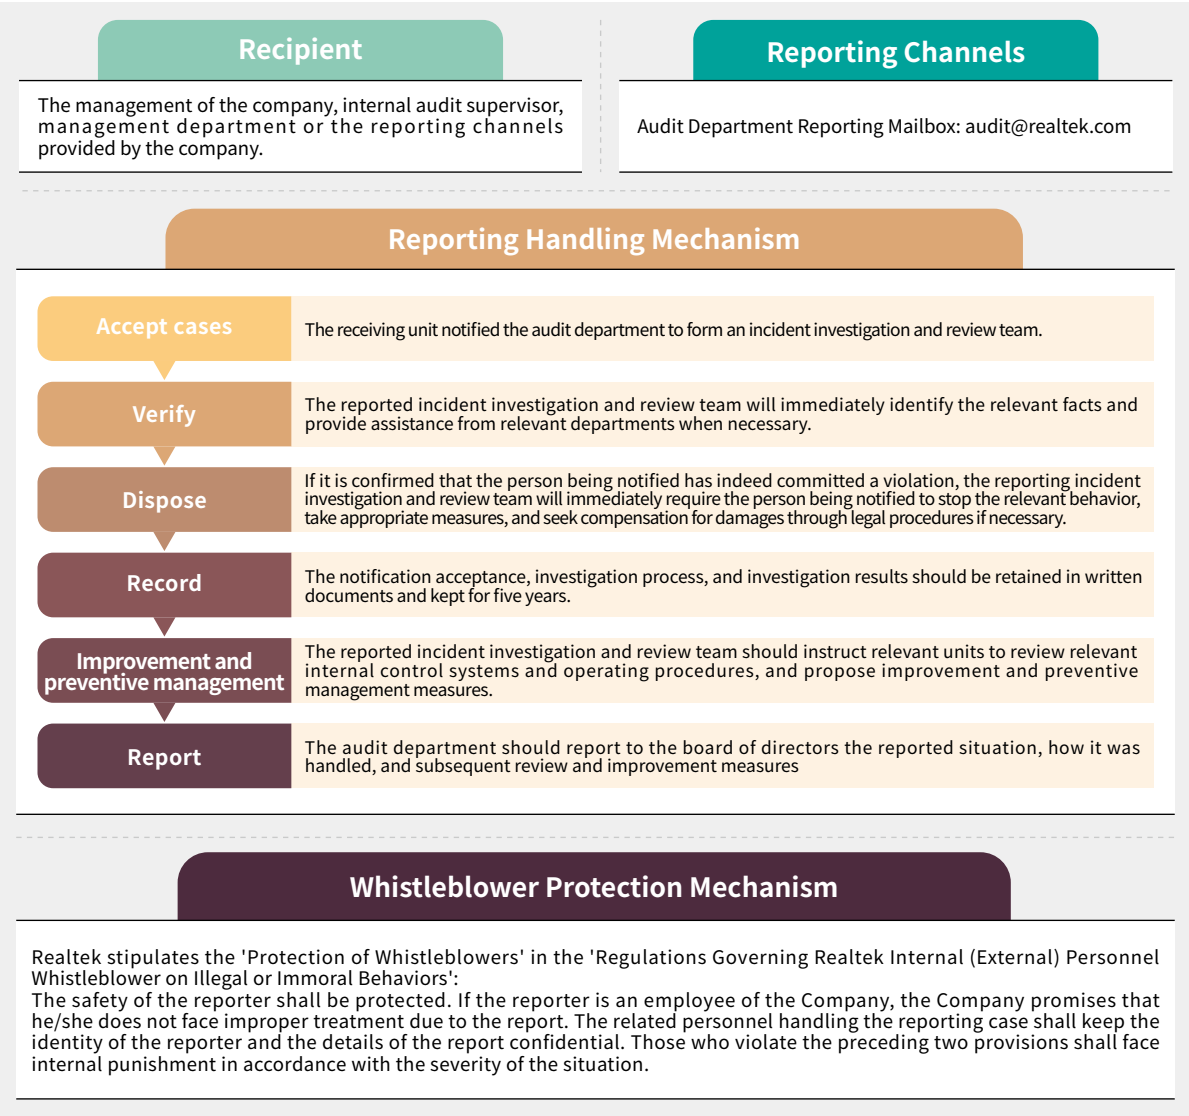 Recipient
The management of the company, internal audit supervisor,
management department or the reporting channels
provided by the company.
Reporting Channels
Audit Department Reporting Mailbox: audit@realtek.com
Reporting Handling Mechanism
Accept cases
The receiving unit notified the audit department to form an incident investigation and review team.
Verify
The reported incident investigation and review team will immediately identify the relevant facts and
provide assistance from relevant departments when necessary.
Dispose
If it is confirmed that the person being notified has indeed committed a violation, the reporting incident
investigation and review team will immediately require the person being notified to stop the relevant behavior,
take appropriate measures, and seek compensation for damages through legal procedures if necessary.
Record
The notification acceptance, investigation process, and investigation results should be retained in written
documents and kept for five years.
Improvement and
preventive management
The reported incident investigation and review team should instruct relevant units to review relevant
internal control systems and operating procedures, and propose improvement and preventive
management measures.
Report
The audit department should report to the board of directors the reported situation, how it was
handled, and subsequent review and improvement measures
Whistleblower Protection Mechanism
Realtek stipulates the 'Protection of Whistleblowers' in the 'Regulations Governing Realtek Internal (External) Personnel
Whistleblower on Illegal or Immoral Behaviors':
The safety of the reporter shall be protected. If the reporter is an employee of the Company, the Company promises that
he/she does not face improper treatment due to the report. The related personnel handling the reporting case shall keep the
identity of the reporter and the details of the report confidential. Those who violate the preceding two provisions shall face
internal punishment in accordance with the severity of the situation.